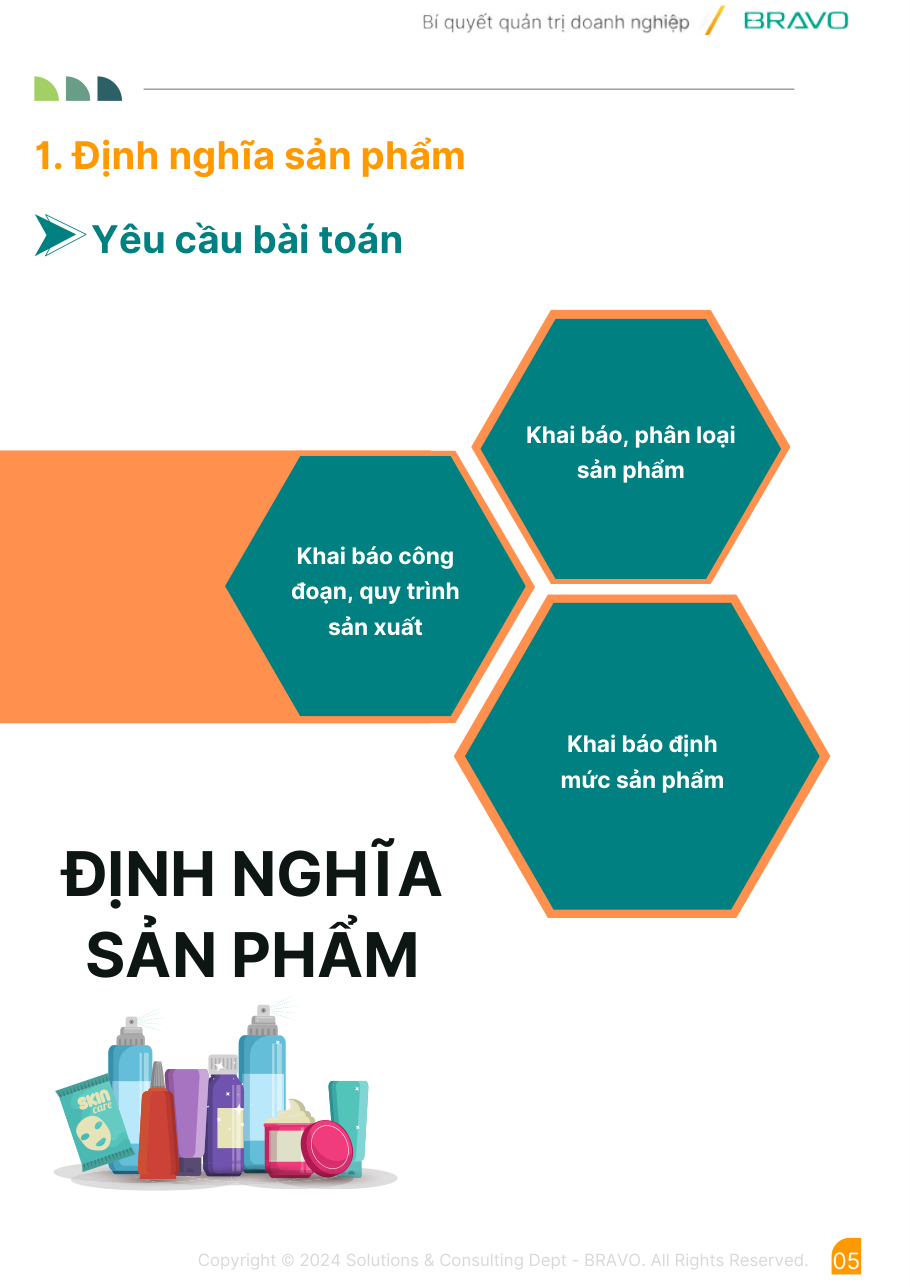 Bí quyết quản trị doanh nghiệp BRAVO
1. Định nghĩa sản phẩm
Yêu cầu bài toán
Khai báo, phân loại
sản phẩm
Khai báo công
đoạn, quy trình
sản xuất
Khai báo định
mức sản phẩm
ĐỊNH NGHĨA
SẢN PHẨM
SKIN
care
Copyright © 2024 Solutions & Consulting Dept - BRAVO. All Rights Reserved. 05